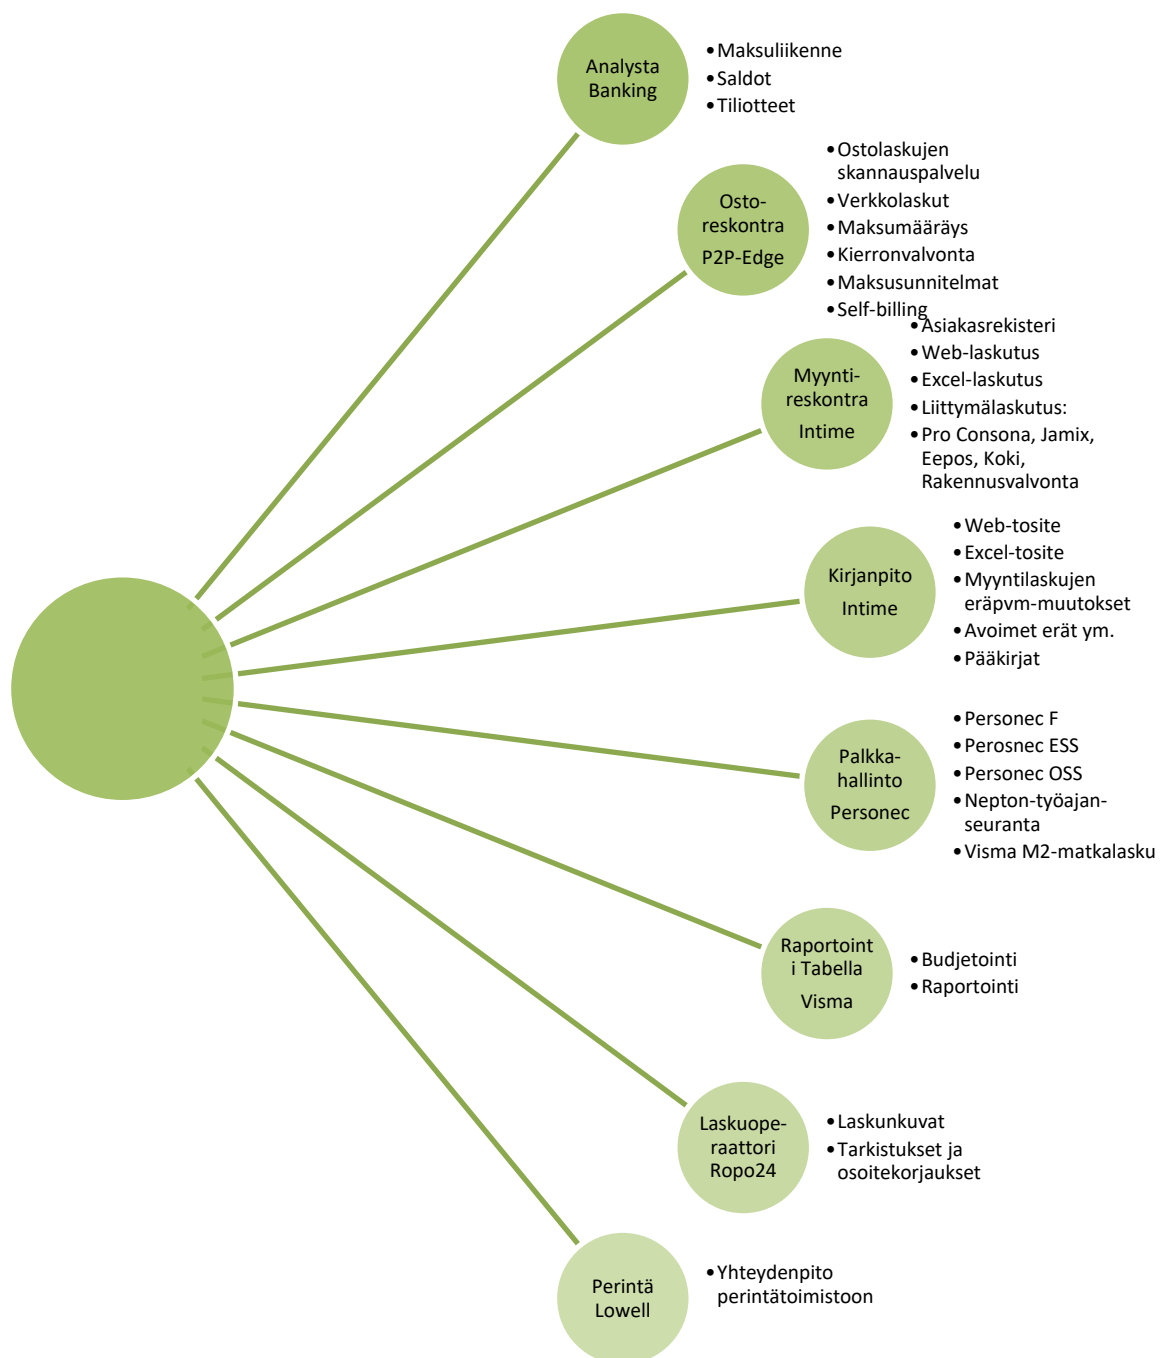 Analysta
Banking
•Maksuliikenne
•Saldot
•Tiliotteet
Osto-
reskontra
P2P-Edge
•Ostolaskujen
skannauspalvelu
•Verkkolaskut
•Maksumääräys
•Kierronvalvonta
•Maksusunnitelmat
•Self-billing
Myynti-
reskontra
Intime
•Asiakasrekisteri
•Web-laskutus
•Excel-laskutus
•Liittymälaskutus:
•Pro Consona, Jamix,
Eepos, Koki,
Rakennusvalvonta
Kirjanpito
Intime
•Web-tosite
•Excel-tosite
•Myyntilaskujen
eräpvm-muutokset
•Avoimet erät ym.
•Pääkirjat
Palkka-
hallinto
Personec
•Personec F
•Perosnec ESS
•Personec OSS
•Nepton-työajan-
seuranta
•Visma M2-matkalasku
Raportoint
i Tabella
Visma
•Budjetointi
•Raportointi
Laskuope-
raattori
Ropo24
•Laskunkuvat
•Tarkistukset ja
osoitekorjaukset
Perintä
Lowell
•Yhteydenpito
perintätoimistoon